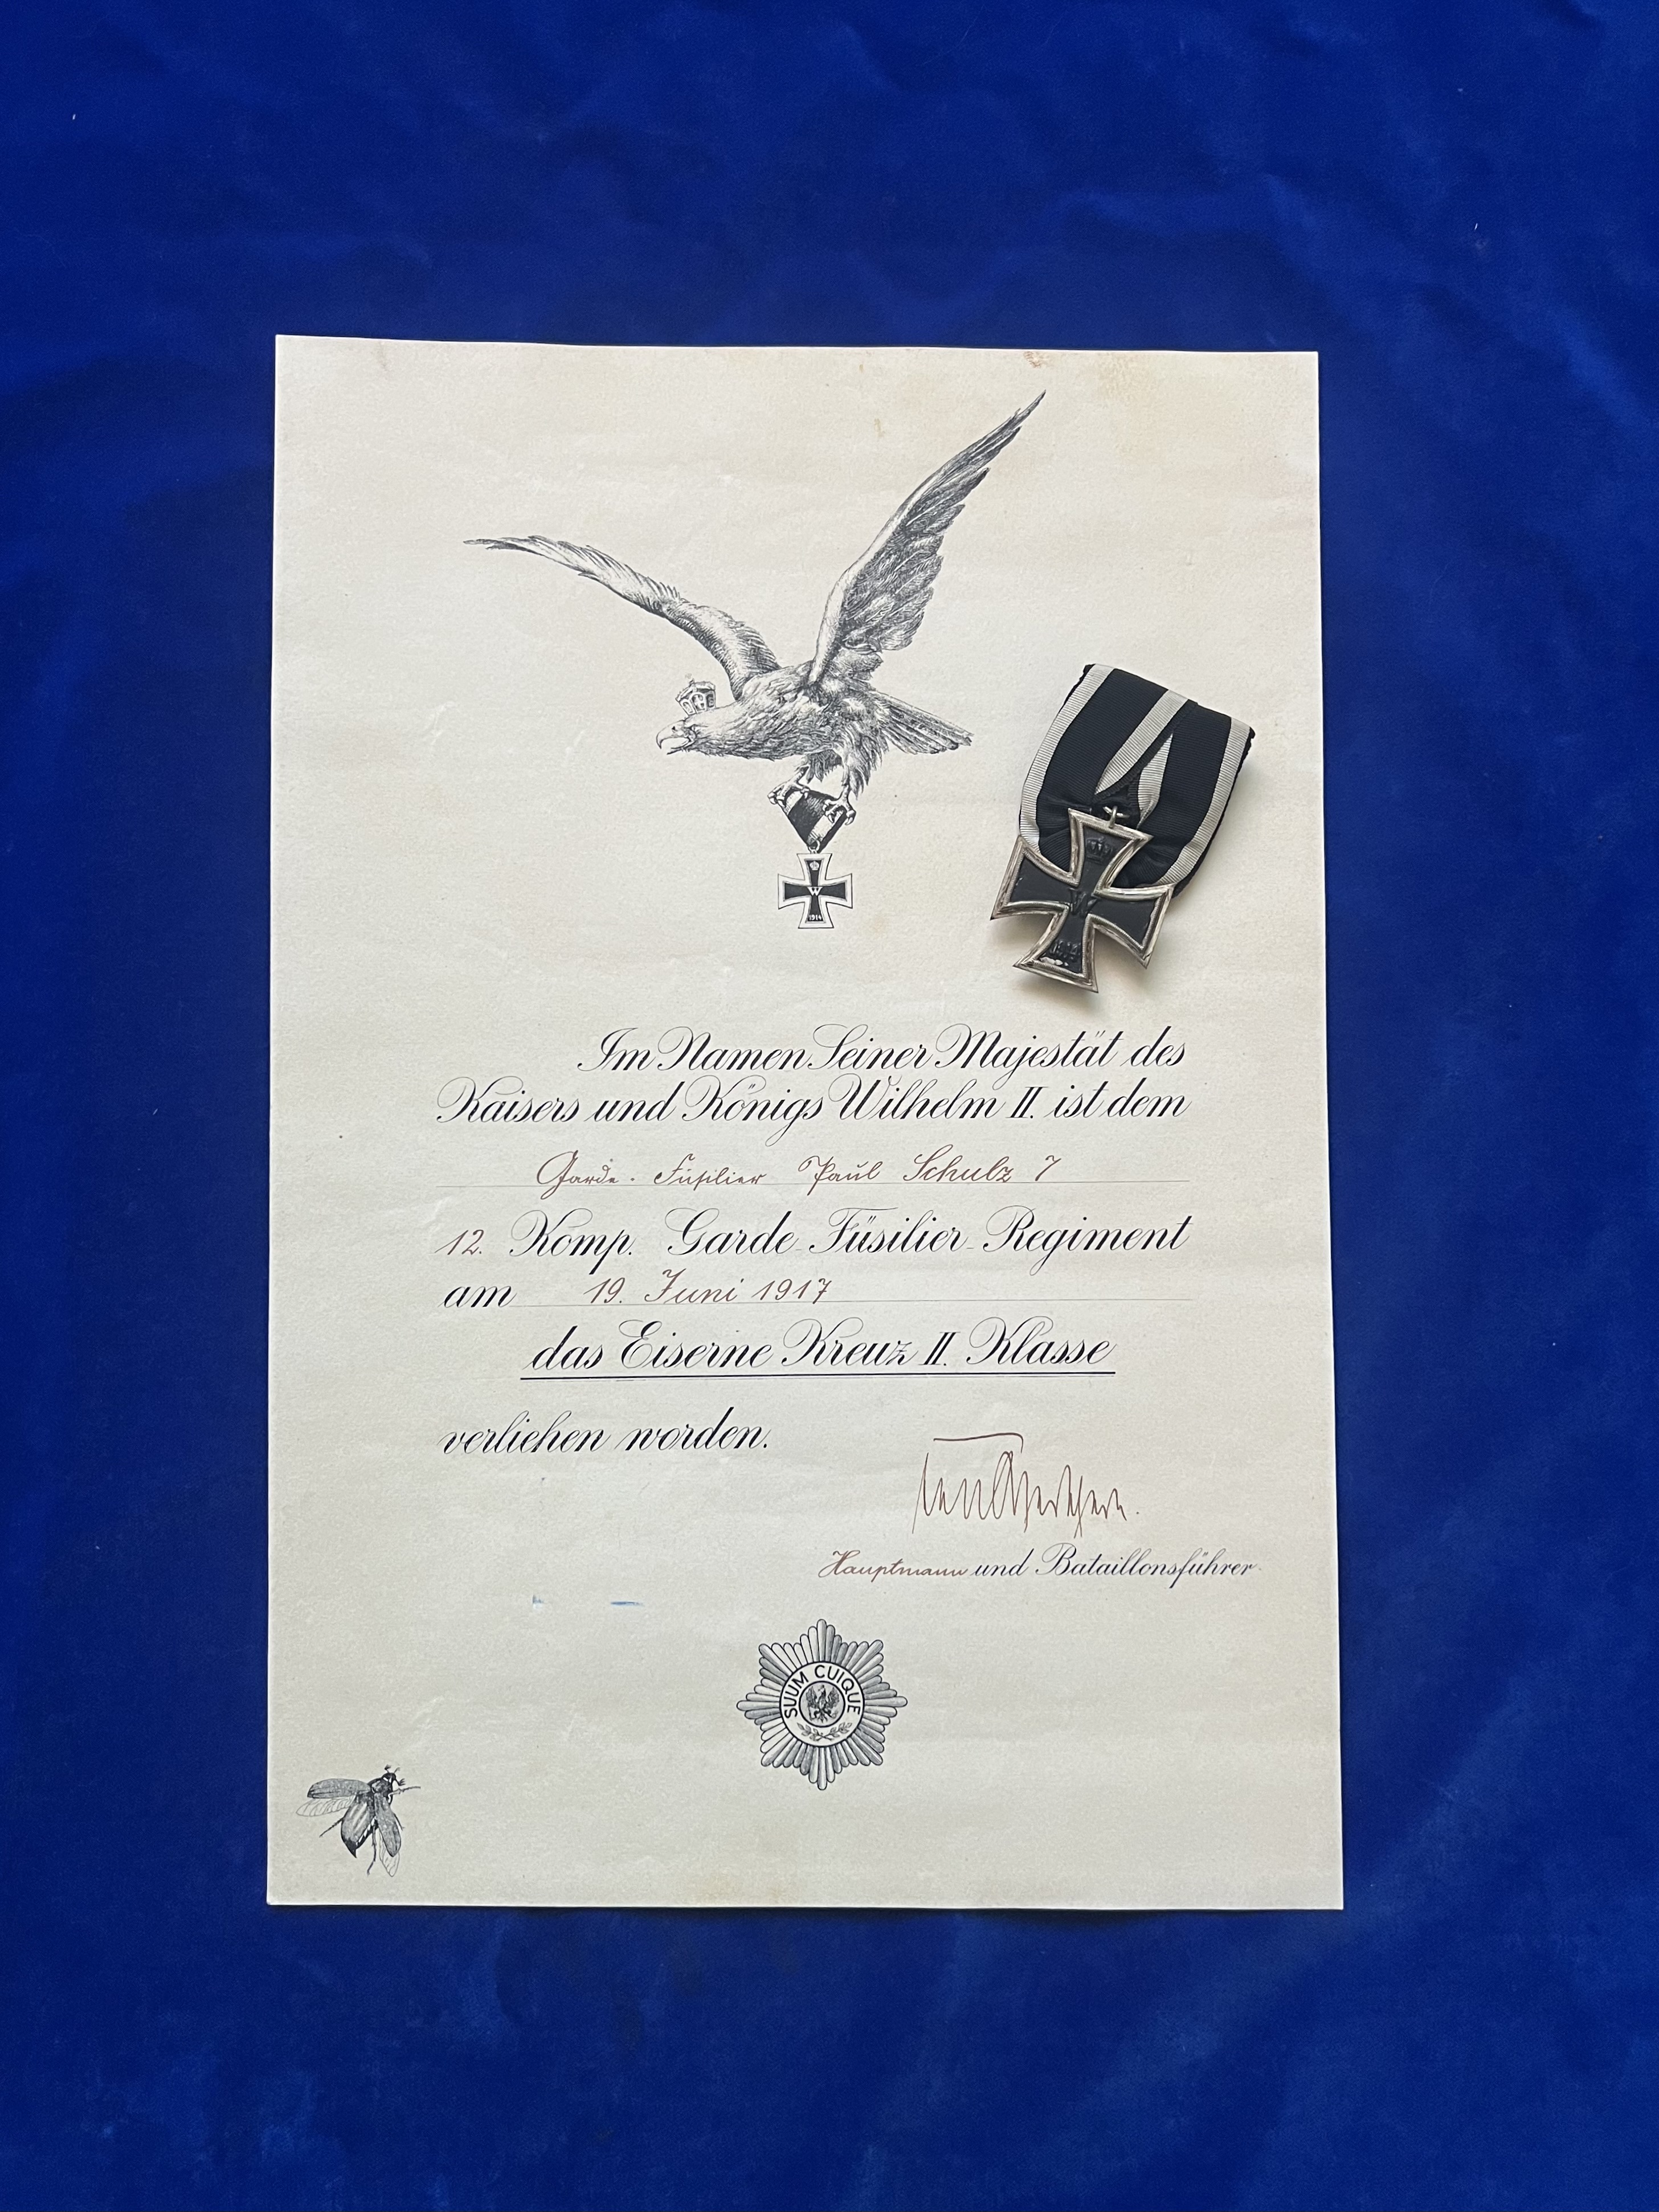 W
1914
W
1914
Im Namen Seiner Majestät des
Kaisers und Königs Wilhelm II. ist dem
Garde-Füsilier Paul Schulz 7
12. Komp. Garde-Füsilier-Regiment
am 19. Juni 1917
das Eiserne Kreuz II. Klasse
verliehen worden.
Hauptmann und Bataillonsführer.
SUUM CUIQUE